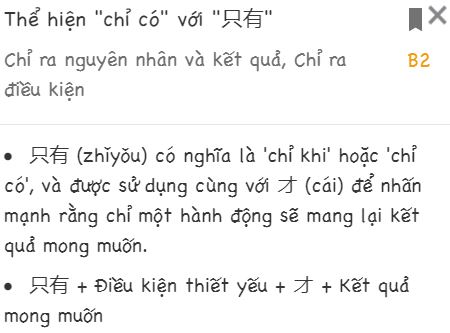 Thể hiện "chỉ có" với "只有"
Chỉ ra nguyên nhân và kết quả, Chỉ ra B2
điều kiện
• 只有 (zhǐyǒu) có nghĩa là 'chỉ khi' hoặc 'chỉ
có', và được sử dụng cùng với 才 (cái) để nhấn
mạnh rằng chỉ một hành động sẽ mang lại kết
quả mong muốn.
• 只有 + Điều kiện thiết yếu + 才 + Kết quả
mong muốn